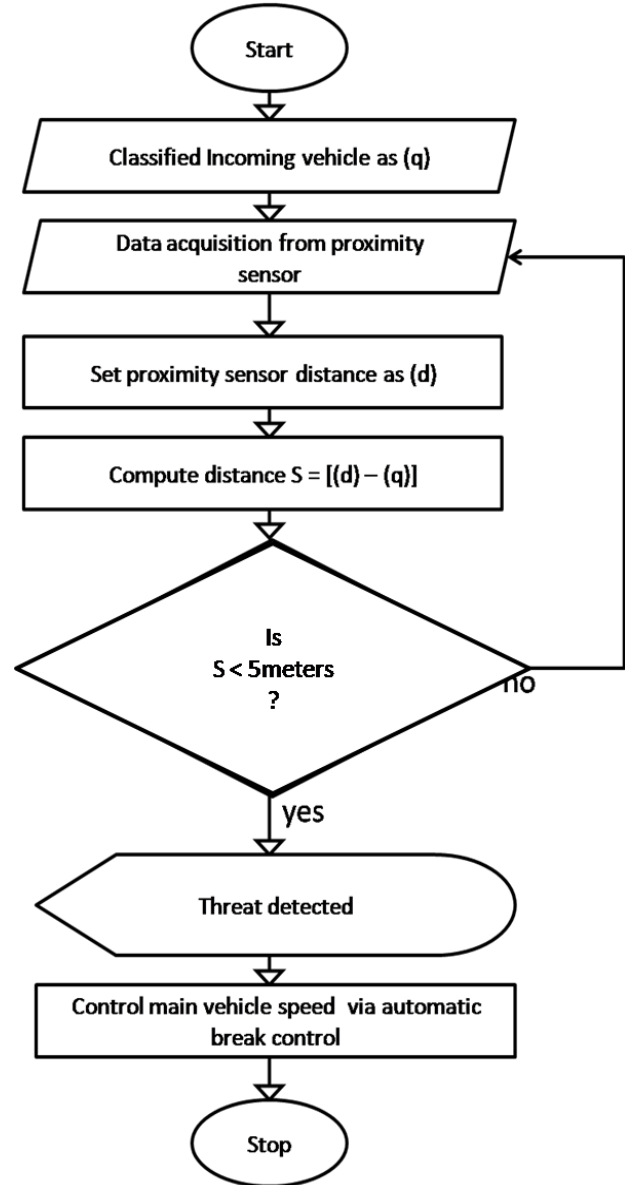 Start
Classified Incoming vehicle as (q)
Data acquisition from proximity
sensor
Set proximity sensor distance as (d)
Compute distance S = [(d) – (q)]
Is
S < 5meters
?
no
yes
Threat detected
Control main vehicle speed via automatic
break control
Stop